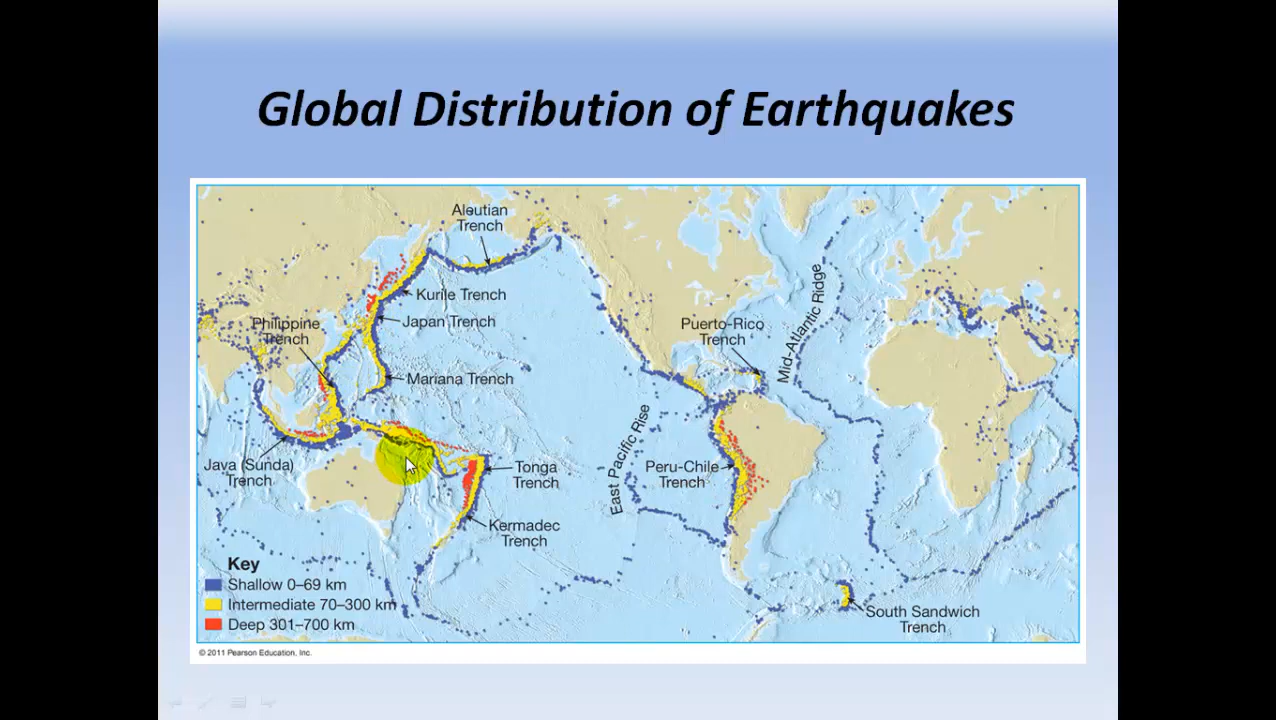 Global Distribution of Earthquakes
Aleutian
Trench
Kurile Trench
Philippine
Trench
Japan Trench
Puerto-Rico
Trench
Mid-Atlantic Ridge
Mariana Trench
East Pacific Rise
Java (Sunda)
Trench
Tonga
Trench
Peru-Chile
Trench
Kermadec
Trench
Key
Shallow 0–69 km
Intermediate 70–300 km
Deep 301–700 km
South Sandwich
Trench
© 2011 Pearson Education, Inc.